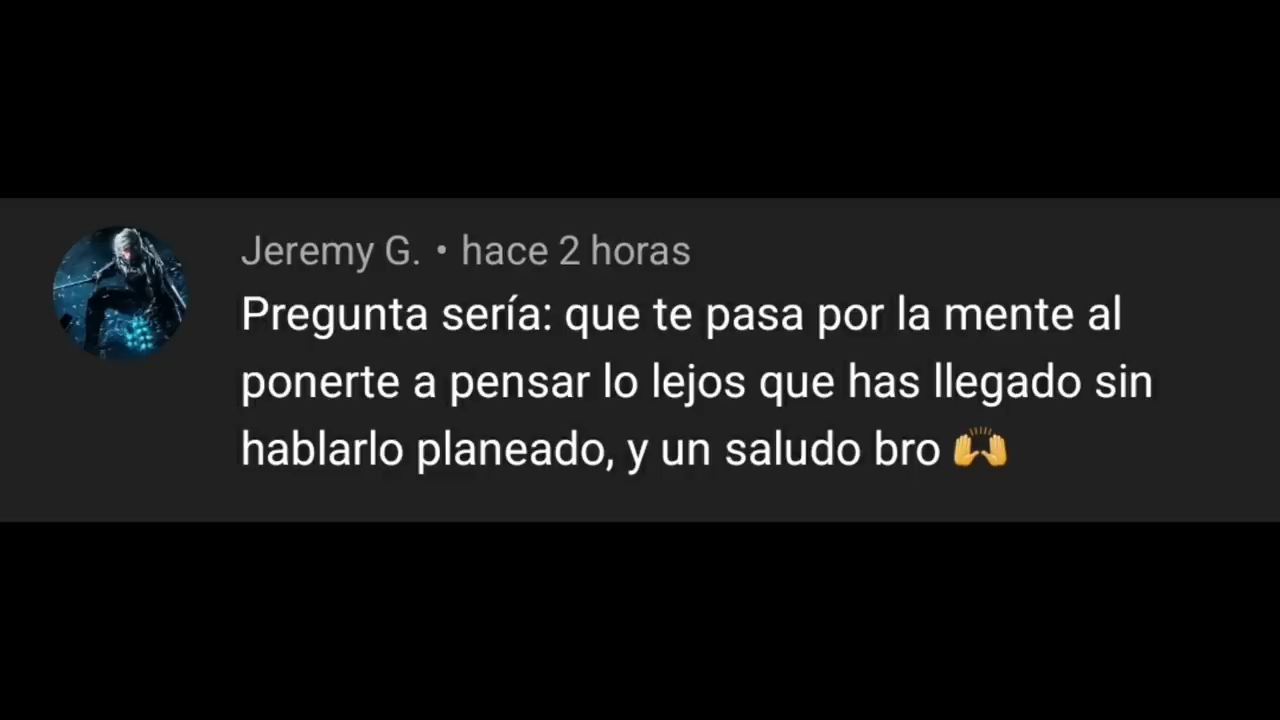 Jeremy G. • hace 2 horas
Pregunta sería: que te pasa por la mente al
ponerte a pensar lo lejos que has llegado sin
hablarlo planeado, y un saludo bro 🙌